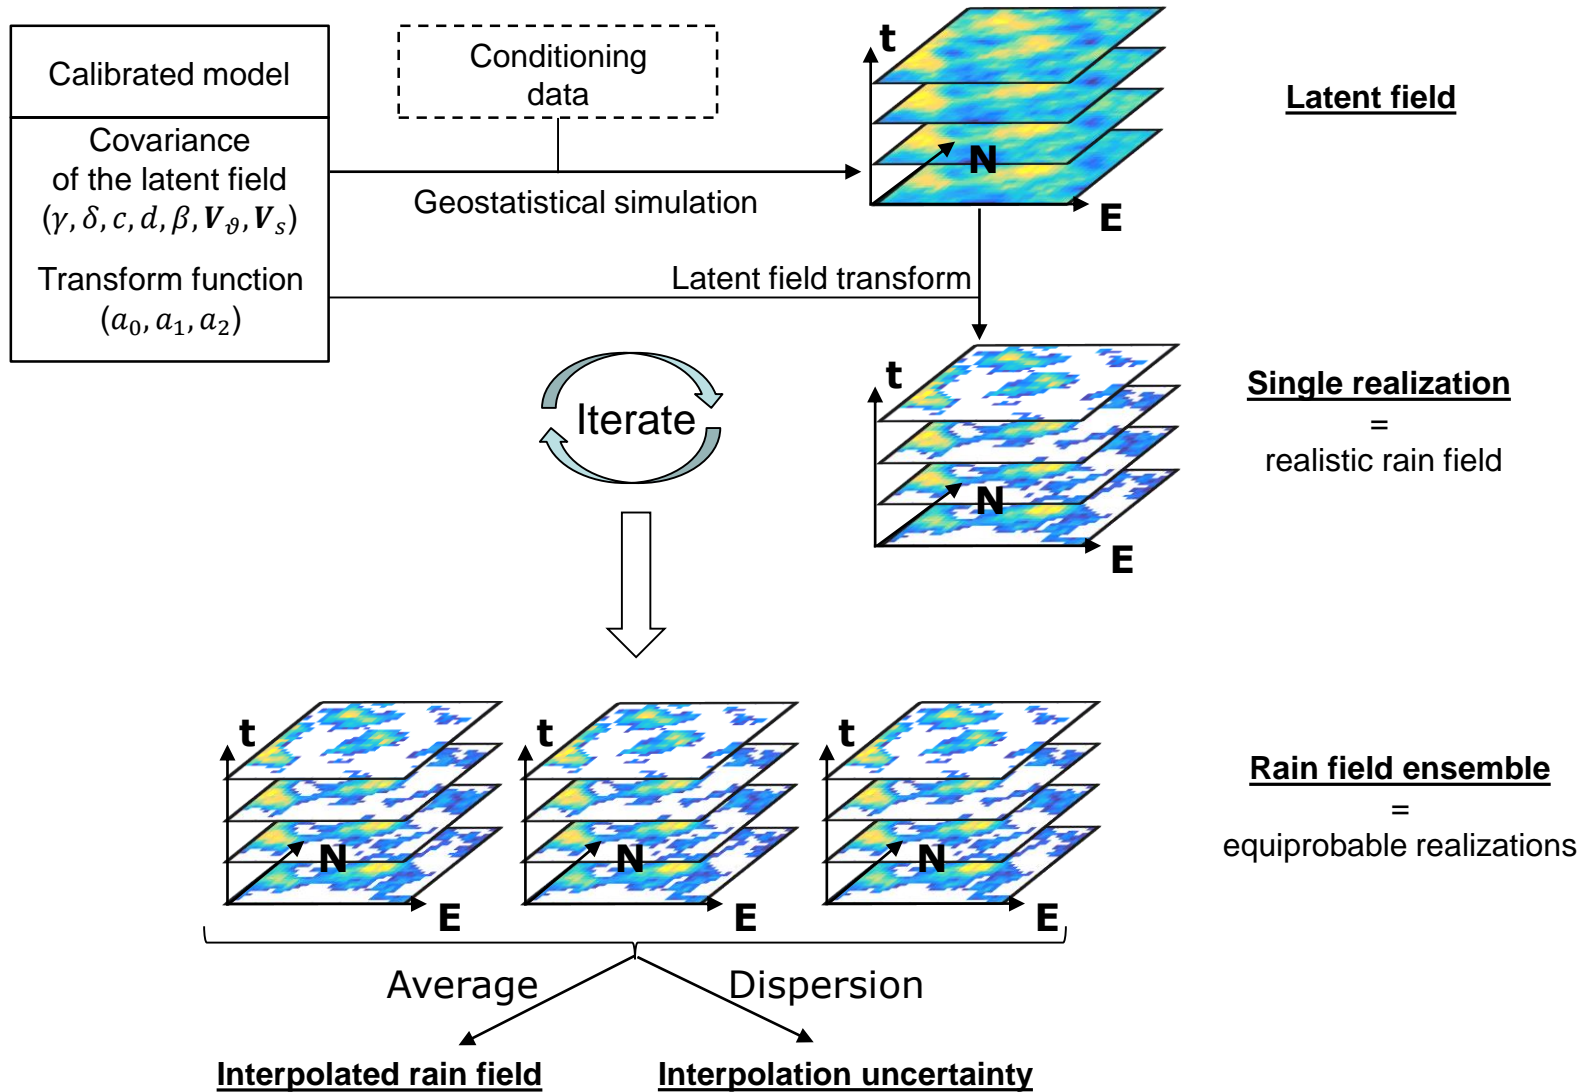 Calibrated model
Covariance
of the latent field
(γ, δ, c, d, β, V_ϑ, V_s)
Transform function
(a_0, a_1, a_2)
Conditioning
data
Geostatistical simulation
t
N
E
Latent field
Latent field transform
t
N
E
Single realization
=
realistic rain field
Iterate
t
N
E
t
N
E
t
N
E
Rain field ensemble
=
equiprobable realizations
Average
Dispersion
Interpolated rain field
Interpolation uncertainty